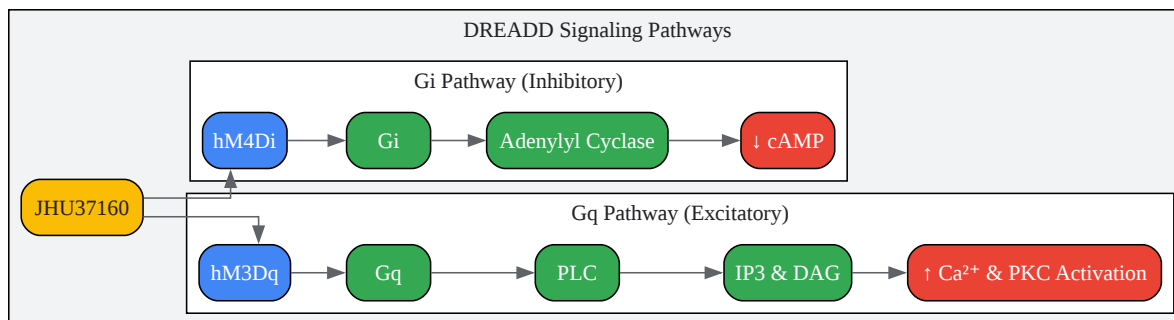 DREADD Signaling Pathways
Gi Pathway (Inhibitory)
hM4Di
Gi
Adenylyl Cyclase
↓ cAMP
JHU37160
Gq Pathway (Excitatory)
hM3Dq
Gq
PLC
IP3 & DAG
↑ Ca²⁺ & PKC Activation